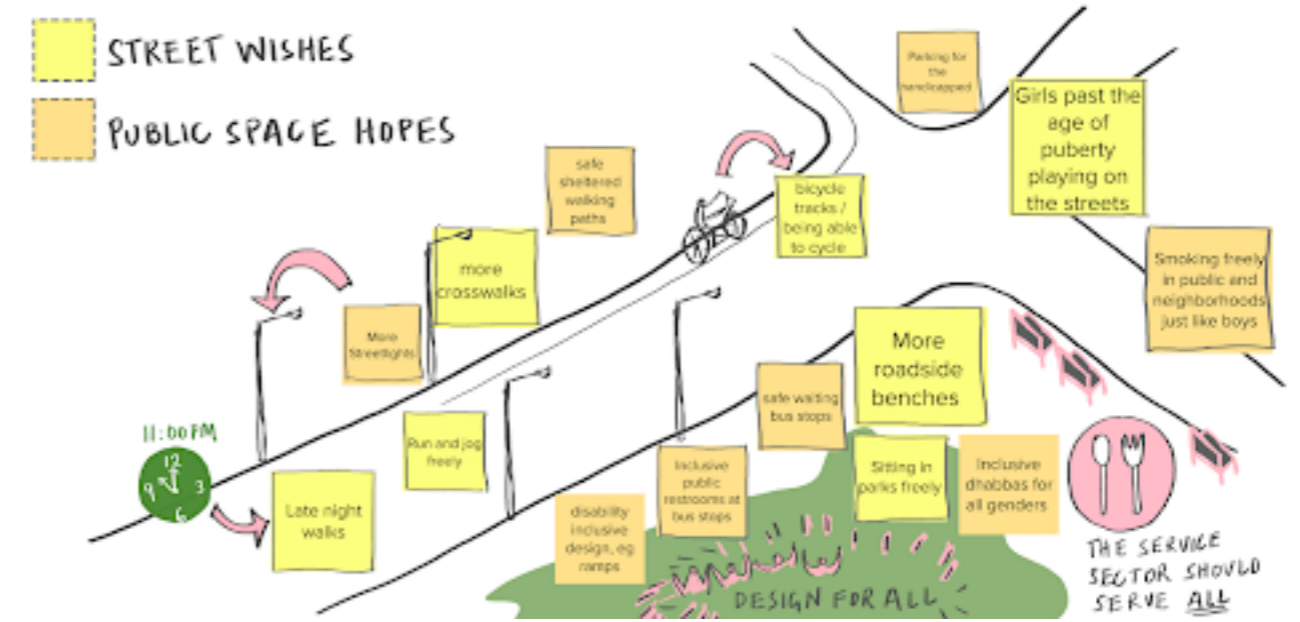 STREET WISHES
PUBLIC SPACE HOPES
Parking for
the
handicapped
Girls past the
age of
puberty
playing on
the streets
safe
sheltered
walking
paths
bicycle
tracks /
being able
to cycle
more
crosswalks
Smoking freely
in public and
neighborhoods
just like boys
More
Streetlights
More
roadside
benches
safe waiting
bus stops
11:00 PM
12
9
3
6
Run and jog
freely
Late night
walks
Inclusive
public
restrooms at
bus stops
Sitting in
parks freely
Inclusive
dhabbas for
all genders
disability
inclusive
design, eg
ramps
THE SERVICE
SECTOR SHOULD
SERVE ALL
DESIGN FOR ALL